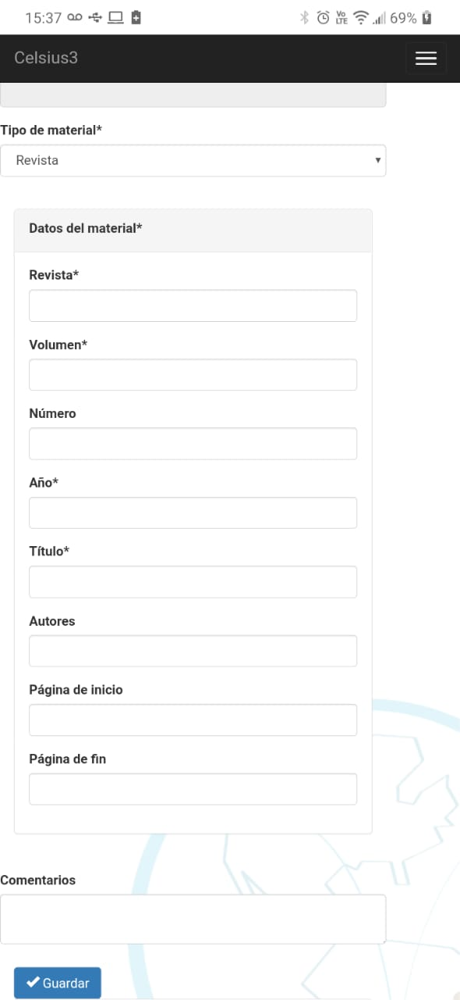 15:37 Vo LTE 69%
Celsius3
Tipo de material*
Revista
Datos del material*
Revista*
Volumen*
Número
Año*
Título*
Autores
Página de inicio
Página de fin
Comentarios
Guardar